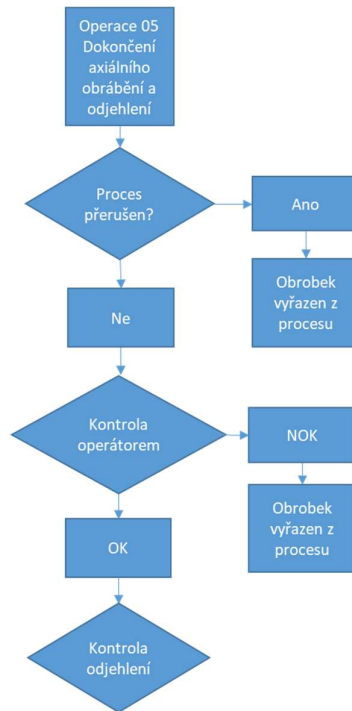 Operace 05
Dokončení
axiálního
obrábění a
odjehlení
Proces
přerušen?
Ano
Obrobek
vyřazen z
procesu
Ne
Kontrola
operátorem
NOK
Obrobek
vyřazen z
procesu
OK
Kontrola
odjehlení